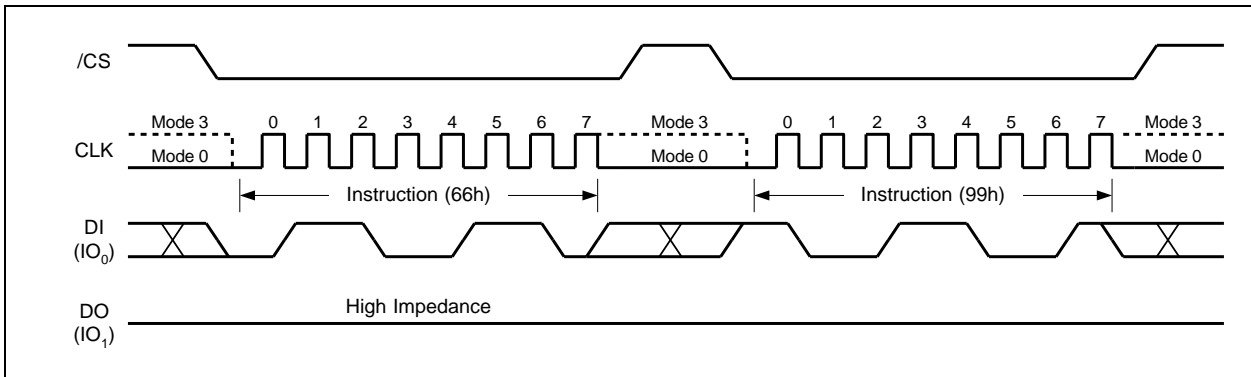 /CS
Mode 3 0 1 2 3 4 5 6 7 Mode 3 0 1 2 3 4 5 6 7 Mode 3
CLK
Mode 0 Mode 0 Mode 0
Instruction (66h) Instruction (99h)
DI
(IO0)
High Impedance
DO
(IO1)